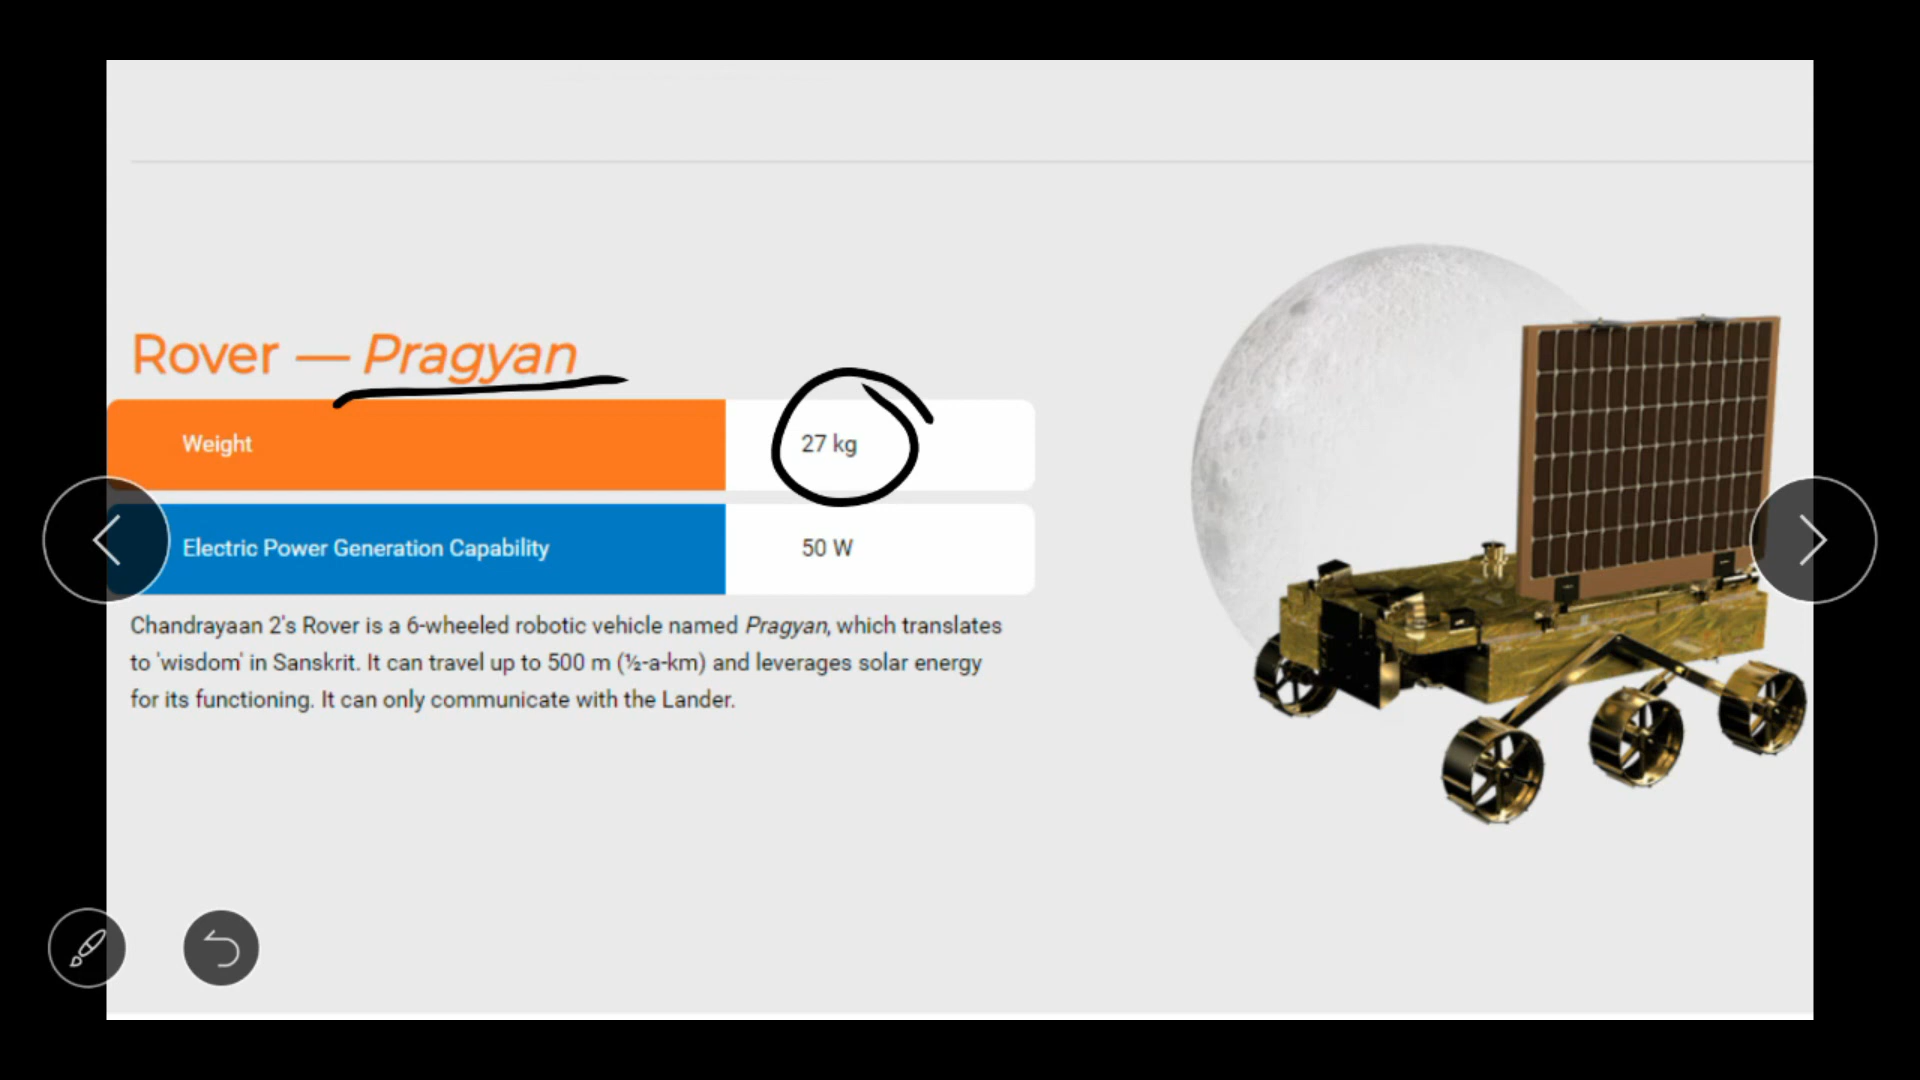 Rover — Pragyan
Weight 27 kg
Electric Power Generation Capability 50 W
Chandrayaan 2's Rover is a 6-wheeled robotic vehicle named Pragyan, which translates
to 'wisdom' in Sanskrit. It can travel up to 500 m (½-a-km) and leverages solar energy
for its functioning. It can only communicate with the Lander.